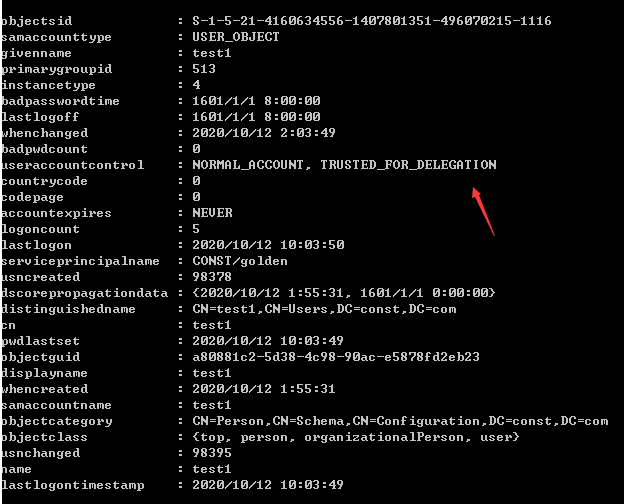 objectsid : S-1-5-21-4160634556-1407801351-496070215-1116
samaccounttype : USER_OBJECT
givenname : test1
primarygroupid : 513
instancetype : 4
badpasswordtime : 1601/1/1 8:00:00
lastlogoff : 1601/1/1 8:00:00
whenchanged : 2020/10/12 2:03:49
badpwdcount : 0
useraccountcontrol : NORMAL_ACCOUNT, TRUSTED_FOR_DELEGATION
countrycode : 0
codepage : 0
accountexpires : NEVER
logoncount : 5
lastlogon : 2020/10/12 10:03:50
serviceprincipalname : CONST/golden
usncreated : 98378
dscorepropagationdata : {2020/10/12 1:55:31, 1601/1/1 0:00:00}
distinguishedname : CN=test1,CN=Users,DC=const,DC=com
cn : test1
pwdlastset : 2020/10/12 10:03:49
objectguid : a80881c2-5d38-4c98-90ac-e5878fd2eb23
displayname : test1
whencreated : 2020/10/12 1:55:31
samaccountname : test1
objectcategory : CN=Person,CN=Schema,CN=Configuration,DC=const,DC=com
objectclass : {top, person, organizationalPerson, user}
usnchanged : 98395
name : test1
lastlogontimestamp : 2020/10/12 10:03:49